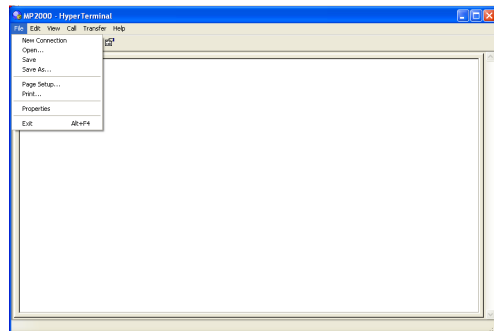 MP2000 - HyperTerminal
File Edit View Call Transfer Help
New Connection
Open...
Save
Save As...
Page Setup...
Print...
Properties
Exit Alt+F4